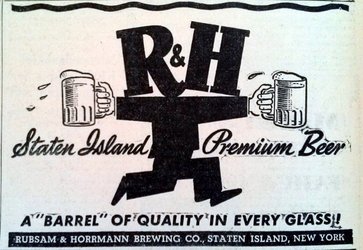 R&H
Staten Island Premium Beer
A "BARREL" OF QUALITY IN EVERY GLASS!!
RUBSAM & HORRMANN BREWING CO., STATEN ISLAND, NEW YORK